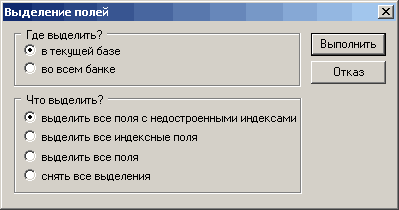 Выделение полей
Где выделить?
в текущей базе
во всем банке
Выполнить
Отказ
Что выделить?
выделить все поля с недостроенными индексами
выделить все индексные поля
выделить все поля
снять все выделения